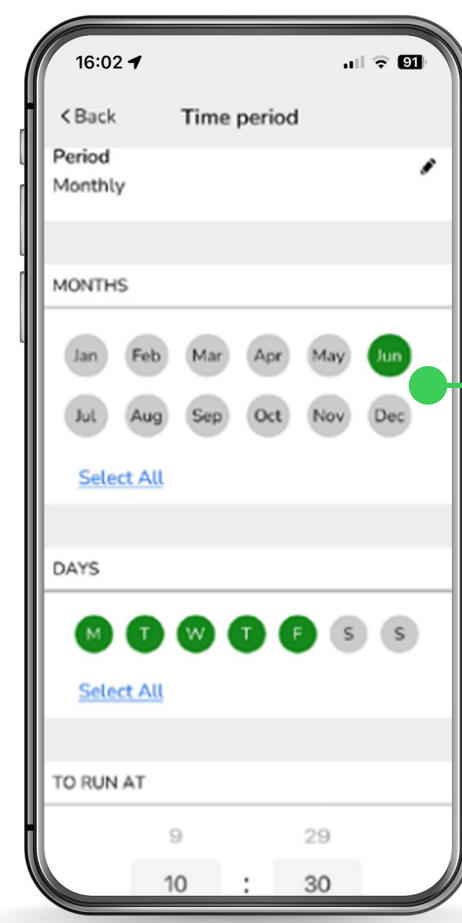 16:02 91
<Back Time period
Period
Monthly
MONTHS
Jan Feb Mar Apr May Jun
Jul Aug Sep Oct Nov Dec
Select All
DAYS
M T W T F S S
Select All
TO RUN AT
9 29
10 : 30